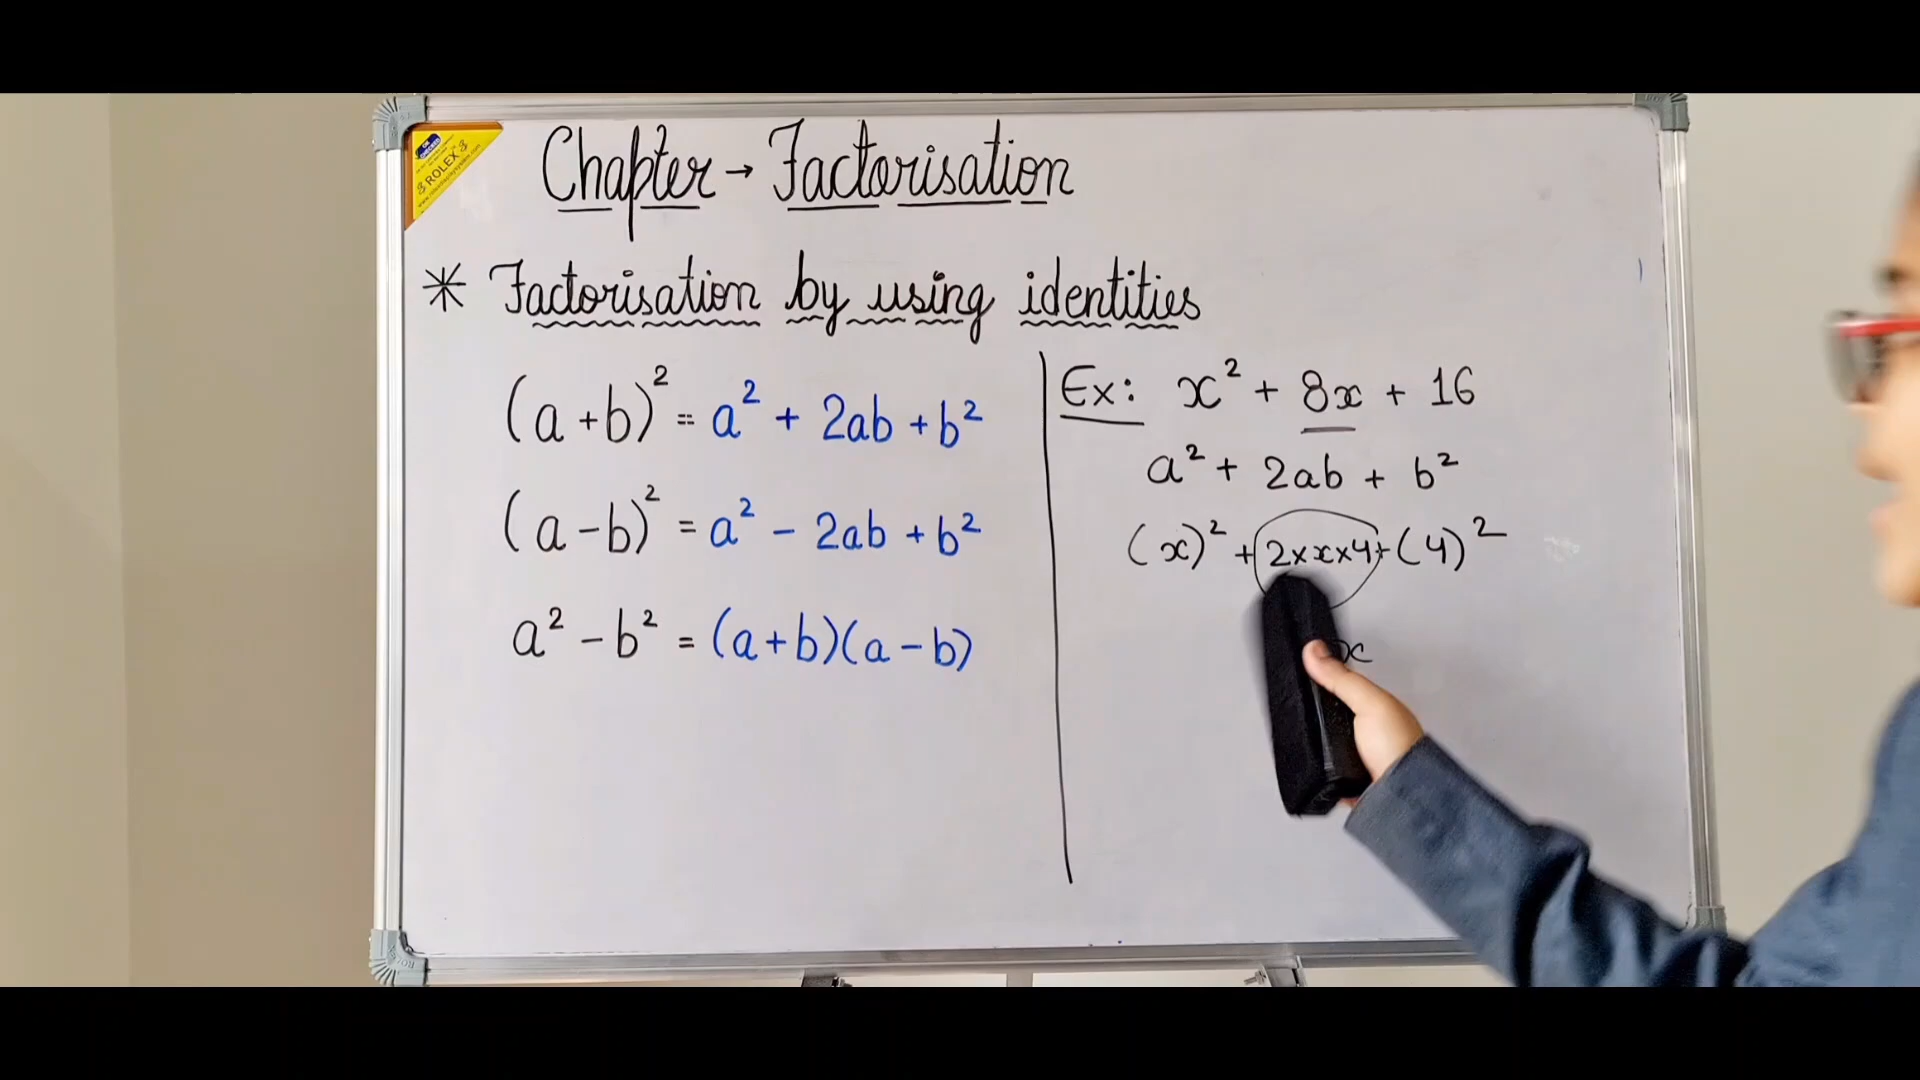 Chapter → Factorisation
ROLEX
* Factorisation by using identities
(a+b)² = a² + 2ab + b²
(a-b)² = a² - 2ab + b²
a² - b² = (a+b)(a-b)
Ex: x² + 8x + 16
a² + 2ab + b²
(x)² + 2×x×4 + (4)²
x